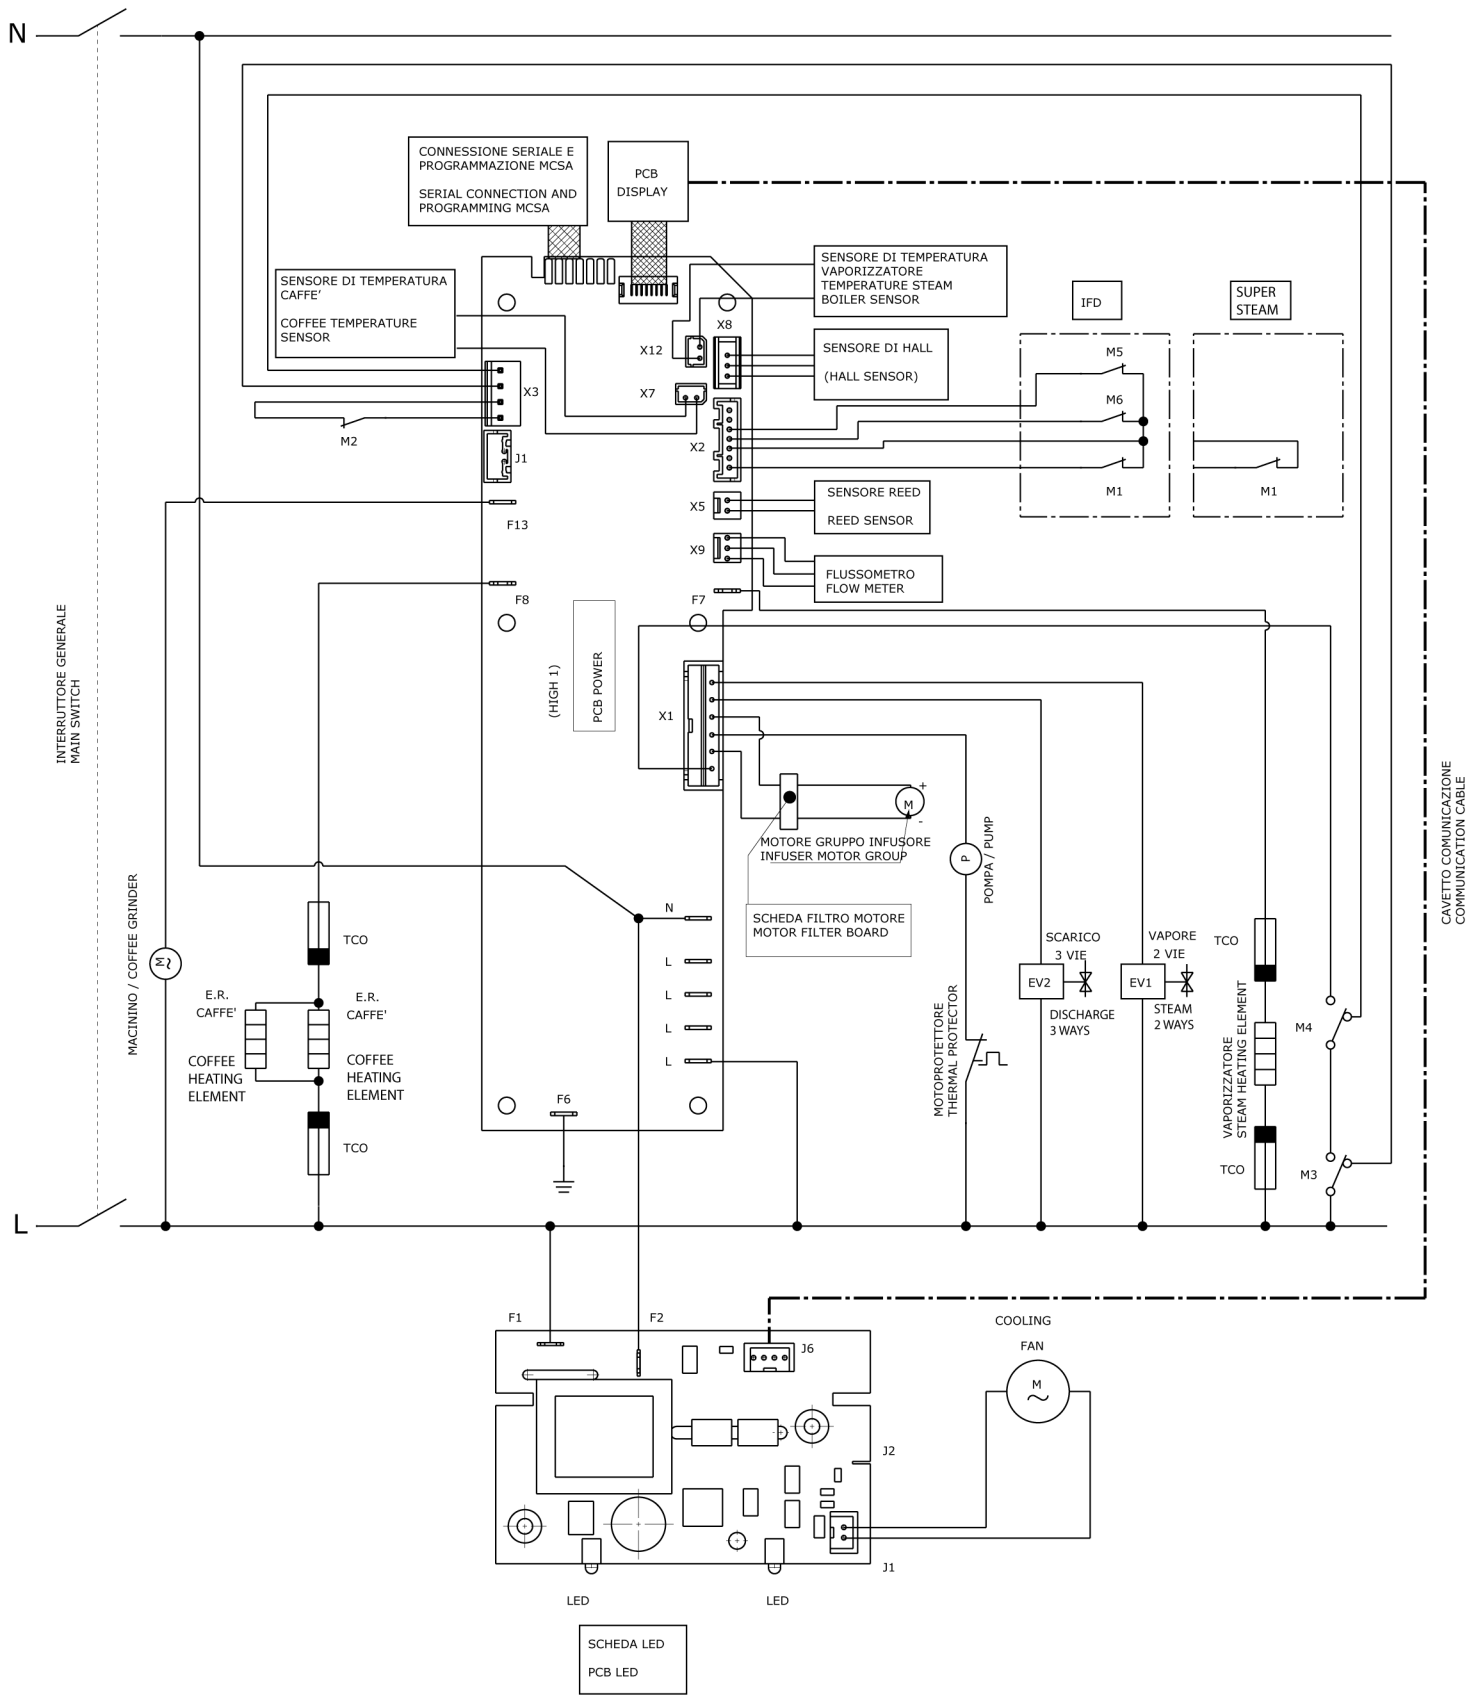 N
CONNESSIONE SERIALE E
PROGRAMMAZIONE MCSA
SERIAL CONNECTION AND
PROGRAMMING MCSA
PCB
DISPLAY
SENSORE DI TEMPERATURA
CAFFE'
COFFEE TEMPERATURE
SENSOR
SENSORE DI TEMPERATURA
VAPORIZZATORE
TEMPERATURE STEAM
BOILER SENSOR
IFD
SUPER
STEAM
X8
X12
SENSORE DI HALL
(HALL SENSOR)
M5
X3
X7
M6
M2
X2
J1
M1
M1
X5
SENSORE REED
REED SENSOR
F13
X9
FLUSSOMETRO
FLOW METER
F8
F7
INTERRUTTORE GENERALE
MAIN SWITCH
(HIGH 1)
PCB POWER
X1
+
M
-
MOTORE GRUPPO INFUSORE
INFUSER MOTOR GROUP
P
POMPA / PUMP
CAVETTO COMUNICAZIONE
COMMUNICATION CABLE
N
SCHEDA FILTRO MOTORE
MOTOR FILTER BOARD
MACININO / COFFEE GRINDER
M
TCO
L
L
L
L
SCARICO
3 VIE
EV2
DISCHARGE
3 WAYS
VAPORE
2 VIE
EV1
STEAM
2 WAYS
TCO
E.R.
CAFFE'
E.R.
CAFFE'
COFFEE
HEATING
ELEMENT
COFFEE
HEATING
ELEMENT
MOTOPROTETTORE
THERMAL PROTECTOR
VAPORIZZATORE
STEAM HEATING ELEMENT
M4
F6
TCO
TCO
M3
L
F1
F2
J6
COOLING
FAN
M
J2
J1
LED
LED
SCHEDA LED
PCB LED